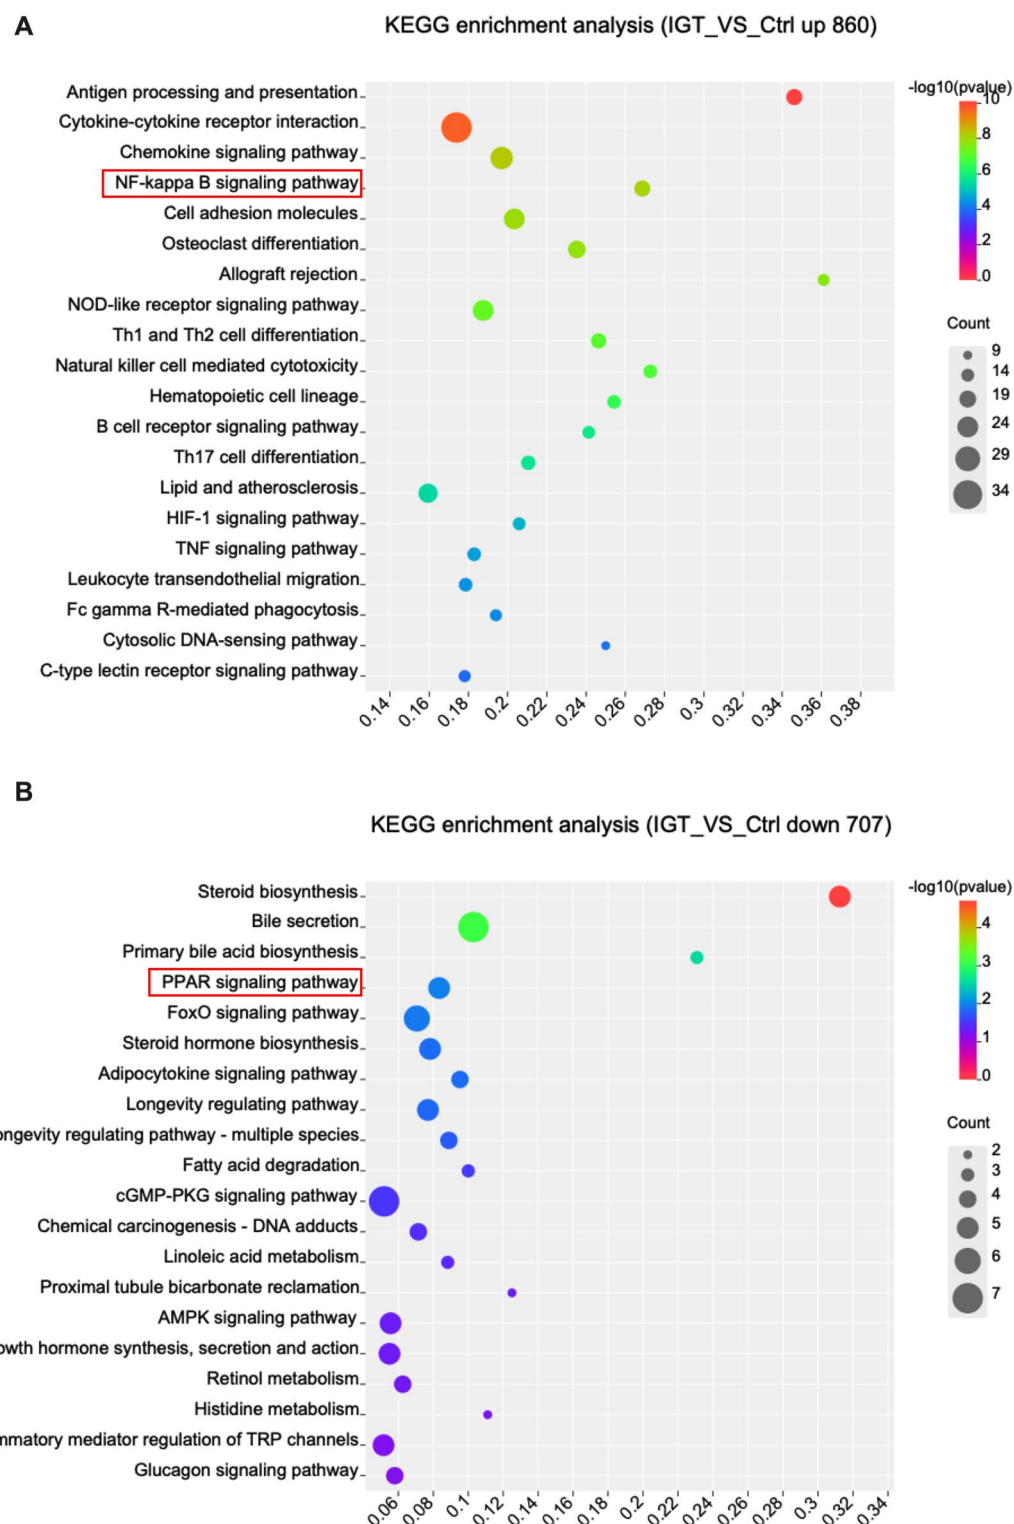 A
KEGG enrichment analysis (IGT_VS_Ctrl up 860)
Antigen processing and presentation
Cytokine-cytokine receptor interaction
Chemokine signaling pathway
NF-kappa B signaling pathway
Cell adhesion molecules
Osteoclast differentiation
Allograft rejection
NOD-like receptor signaling pathway
Th1 and Th2 cell differentiation
Natural killer cell mediated cytotoxicity
Hematopoietic cell lineage
B cell receptor signaling pathway
Th17 cell differentiation
Lipid and atherosclerosis
HIF-1 signaling pathway
TNF signaling pathway
Leukocyte transendothelial migration
Fc gamma R-mediated phagocytosis
Cytosolic DNA-sensing pathway
C-type lectin receptor signaling pathway
0.14 0.16 0.18 0.2 0.22 0.24 0.26 0.28 0.3 0.32 0.34 0.36 0.38
-log10(pvalue)
10
8
6
4
2
0
Count
9
14
19
24
29
34
B
KEGG enrichment analysis (IGT_VS_Ctrl down 707)
Steroid biosynthesis
Bile secretion
Primary bile acid biosynthesis
PPAR signaling pathway
FoxO signaling pathway
Steroid hormone biosynthesis
Adipocytokine signaling pathway
Longevity regulating pathway
ongevity regulating pathway - multiple species
Fatty acid degradation
cGMP-PKG signaling pathway
Chemical carcinogenesis - DNA adducts
Linoleic acid metabolism
Proximal tubule bicarbonate reclamation
AMPK signaling pathway
owth hormone synthesis, secretion and action
Retinol metabolism
Histidine metabolism
mmatory mediator regulation of TRP channels
Glucagon signaling pathway
0.06 0.08 0.1 0.12 0.14 0.16 0.18 0.2 0.22 0.24 0.26 0.28 0.3 0.32 0.34
-log10(pvalue)
4
3
2
1
0
Count
2
3
4
5
6
7